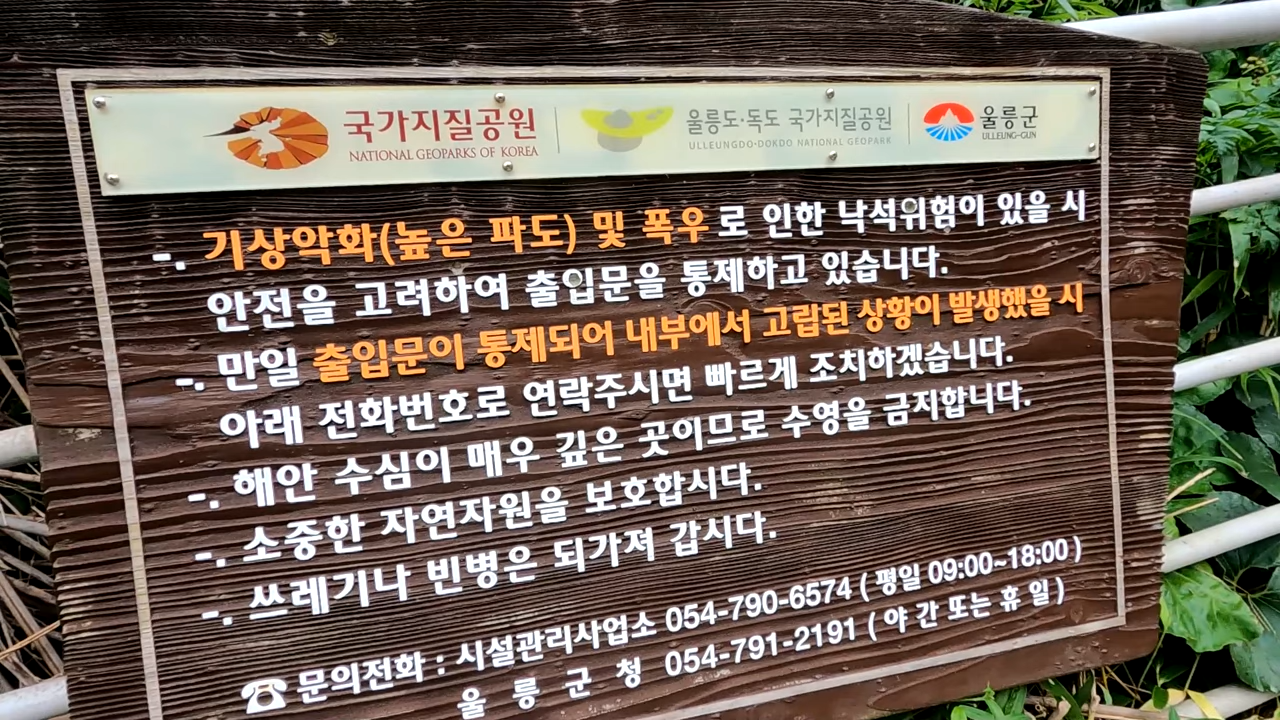 국가지질공원
NATIONAL GEOPARKS OF KOREA
울릉도·독도 국가지질공원
ULLEUNGDO·DOKDO NATIONAL GEOPARK
울릉군
ULLEUNG-GUN
-. 기상악화(높은 파도) 및 폭우로 인한 낙석위험이 있을 시
안전을 고려하여 출입문을 통제하고 있습니다.
-. 만일 출입문이 통제되어 내부에서 고립된 상황이 발생했을 시
아래 전화번호로 연락주시면 빠르게 조치하겠습니다.
-. 해안 수심이 매우 깊은 곳이므로 수영을 금지합니다.
-. 소중한 자연자원을 보호합시다.
-. 쓰레기나 빈병은 되가져 갑시다.
☎ 문의전화 : 시설관리사업소 054-790-6574 ( 평일 09:00~18:00 )
울 릉 군 청 054-791-2191 ( 야 간 또는 휴 일 )